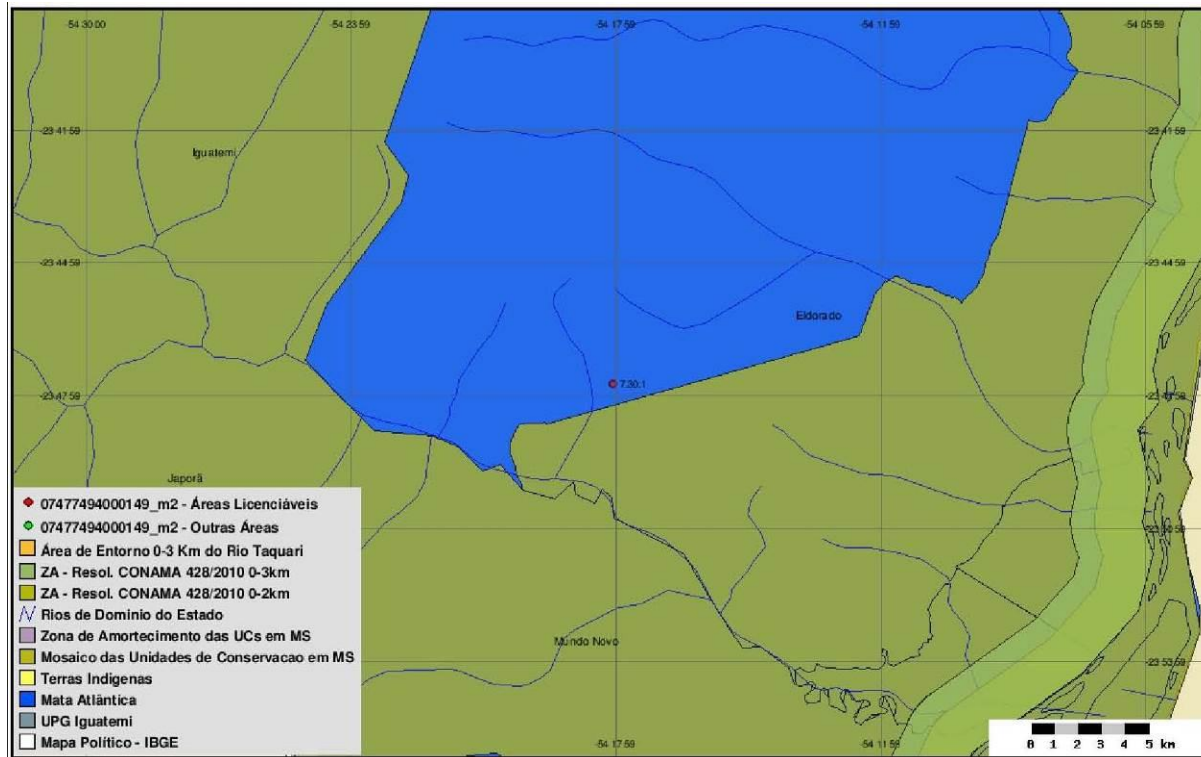 -54 30 00
-54 23 59
-54 17 59
-54 11 59
-54 05 59
-23 41 59
-23 41 59
Iguatemi
-23 44 59
-23 44 59
Eldorado
7.30.1
-23 47 59
Japorã
Mundo Novo
-23 53 59
-54 17 59
-54 11 59
07477494000149_m2 - Áreas Licenciáveis
07477494000149_m2 - Outras Áreas
Área de Entorno 0-3 Km do Rio Taquari
ZA - Resol. CONAMA 428/2010 0-3km
ZA - Resol. CONAMA 428/2010 0-2km
Rios de Dominio do Estado
Zona de Amortecimento das UCs em MS
Mosaico das Unidades de Conservacao em MS
Terras Indigenas
Mata Atlântica
UPG Iguatemi
Mapa Político - IBGE
0 1 2 3 4 5 km